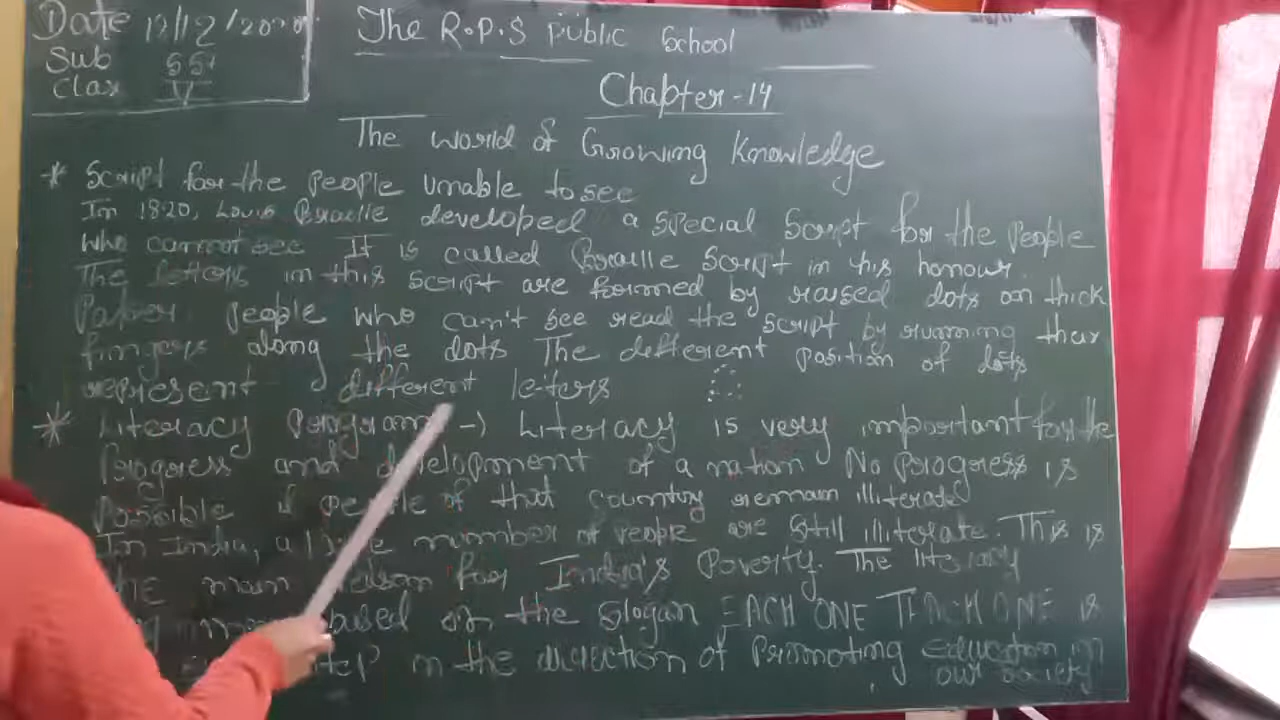 Date 12/12/2020
Sub SSt
Class V
The R.P.S Public School
Chapter-14
The world of Growing Knowledge
* Script for the People Unable to see
In 1820, Louis Braille developed a special Script for the People
who cannot see It is called Braille Script in his honour.
The letters in this script are formed by raised dots on thick
Paper. People who can't see read the script by running their
fingers along the dots The different position of dots
represent different letters
* Literacy Program -> Literacy is very important for the
Progress and development of a nation No Progress is
Possible if people of that country remain illiterate
In India, a number of people are still illiterate. This is
the main reason for India's Poverty. The literacy
based on the slogan EACH ONE TEACH ONE is
step in the direction of Promoting education in
our society